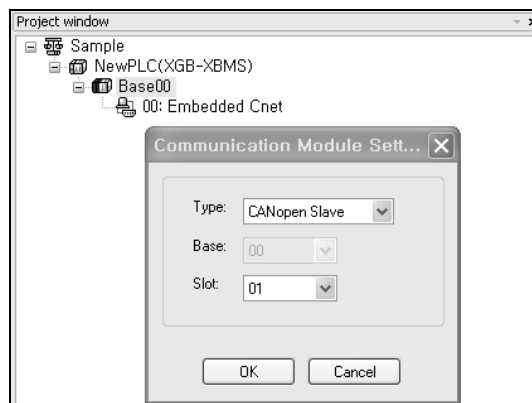 Project window
Sample
NewPLC(XGB-XBMS)
Base00
00: Embedded Cnet
Communication Module Sett...
Type: CANopen Slave
Base: 00
Slot: 01
OK Cancel